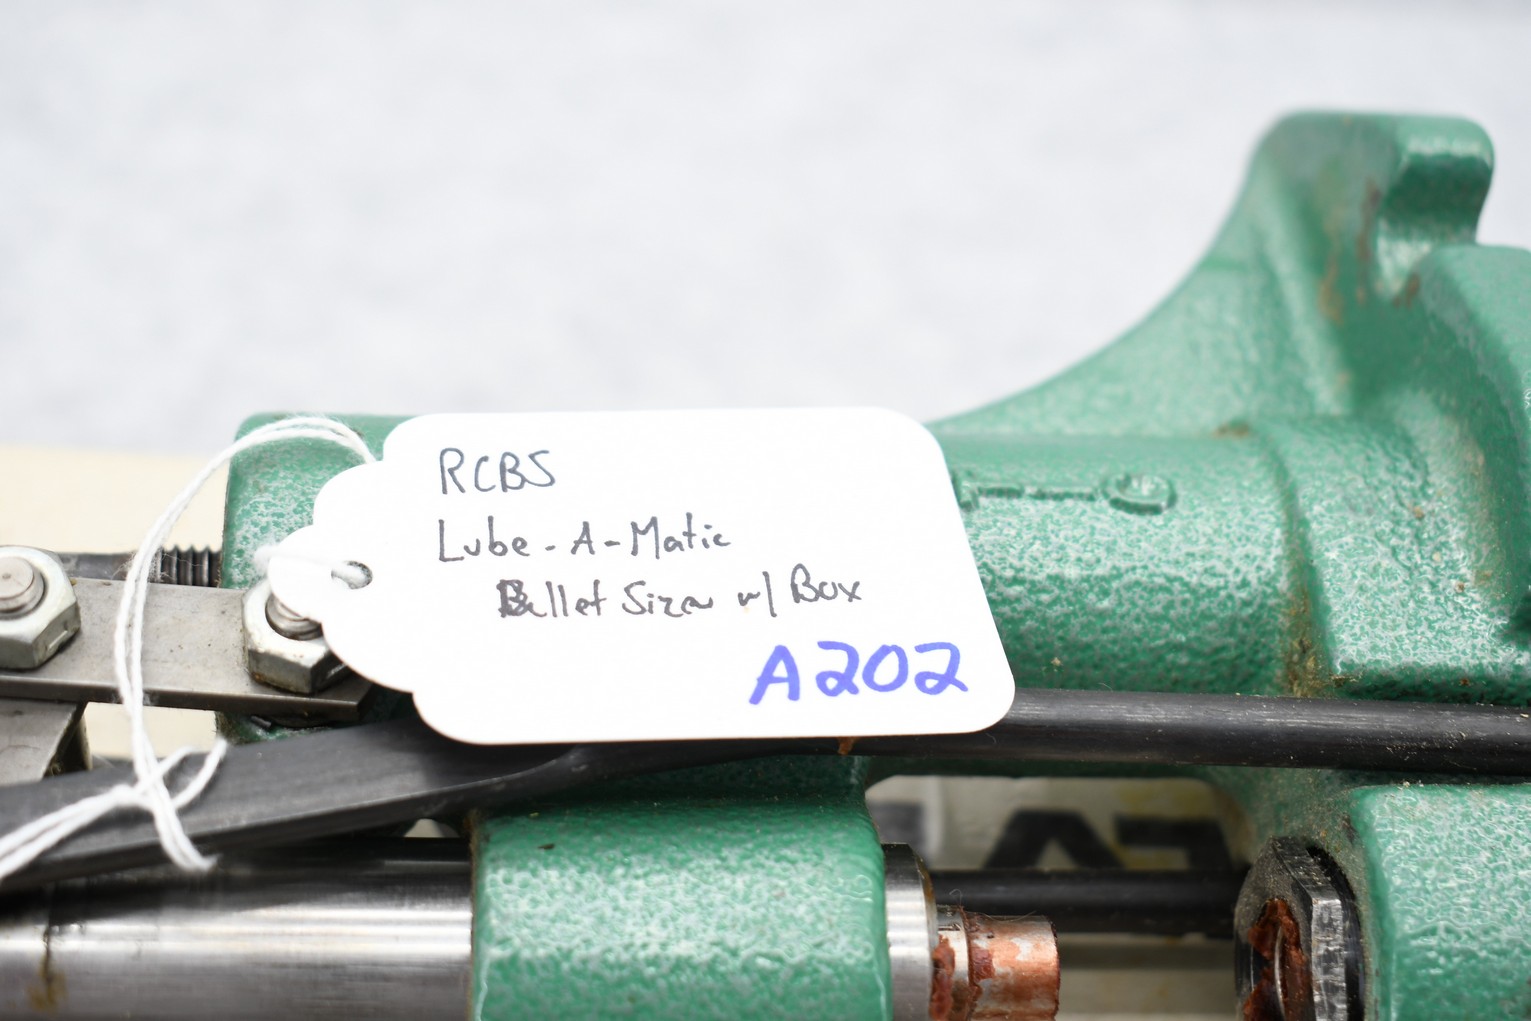 RCBS
Lube-A-Matic
Bullet Sizer w/ Box
A202